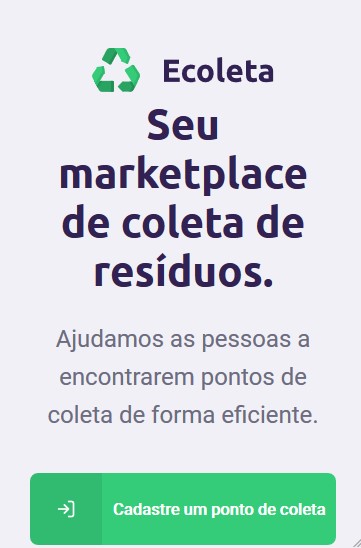 Ecoleta
Seu
marketplace
de coleta de
resíduos.
Ajudamos as pessoas a
encontrarem pontos de
coleta de forma eficiente.
Cadastre um ponto de coleta